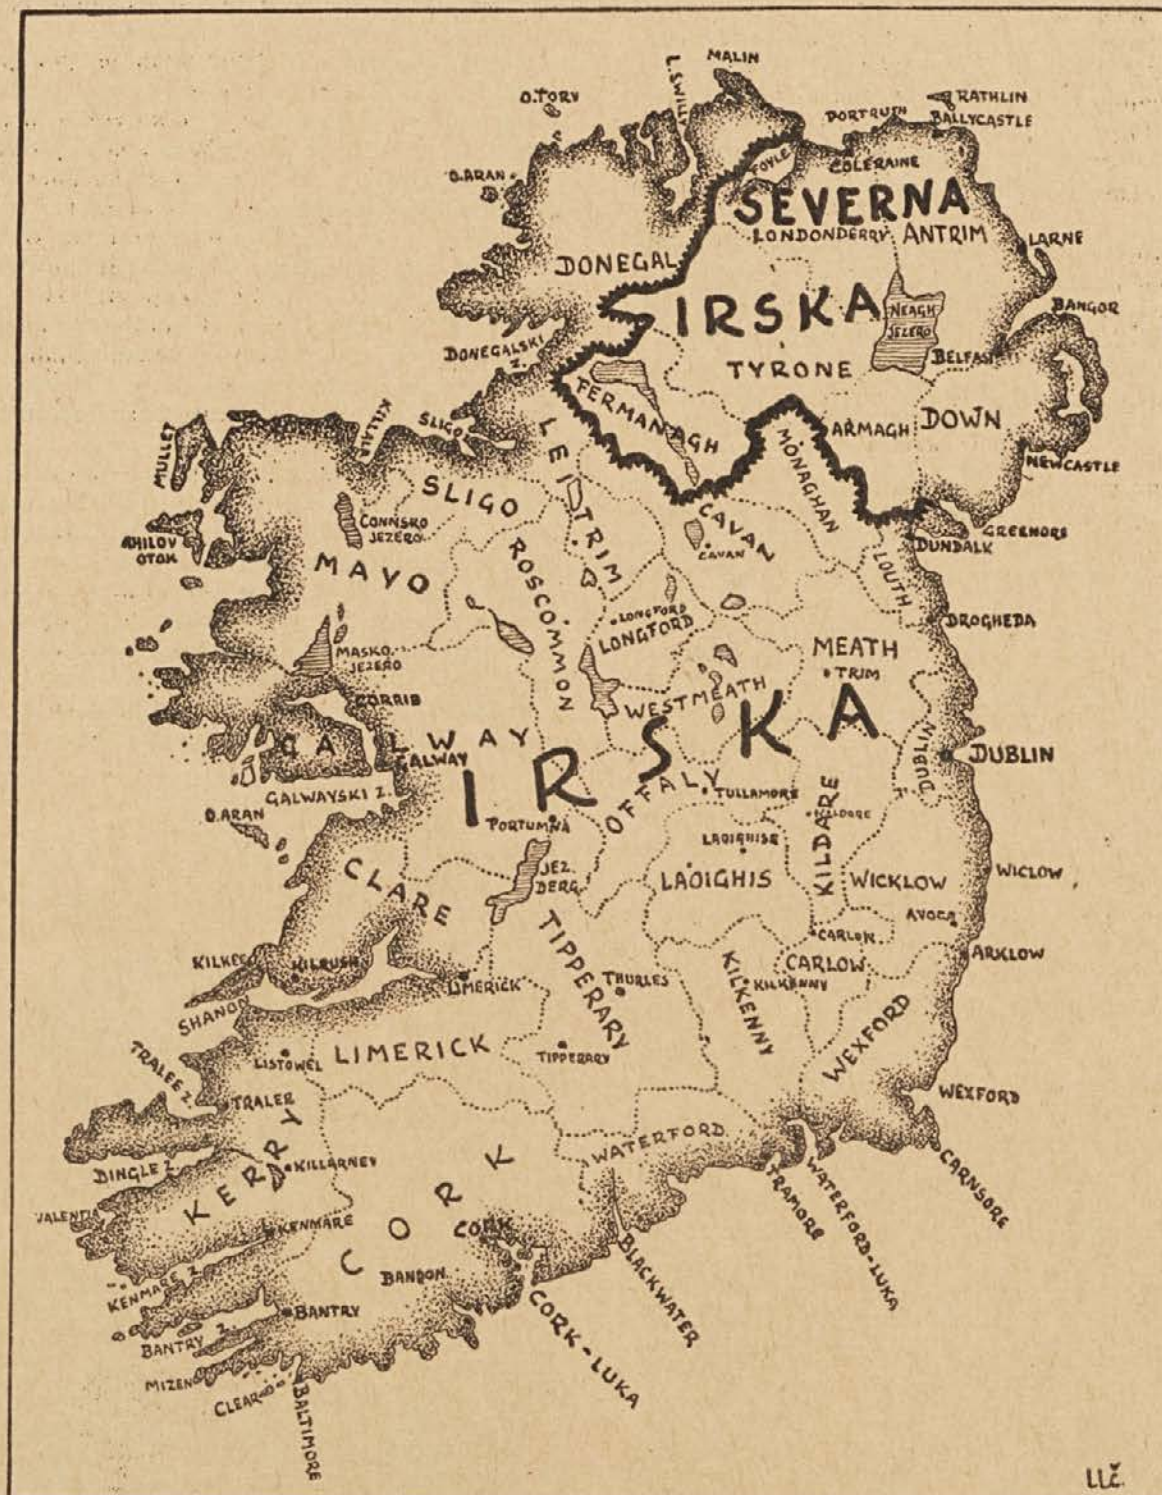 MALIN
L. SWILLY
O. TORY
RATHLIN
PORTRUSH
BALLYCASTLE
FOYLE
COLERAINE
O. ARAN
SEVERNA
LONDONDERRY
ANTRIM
LARNE
DONEGAL
IRSKA
NEAGH
JEZERO
BANGOR
DONEGALSKI
Z.
BELFAST
TYRONE
FERMANAGH
ARMAGH
DOWN
MULLET
KILLALA
SLIGO
LEITRIM
MONAGHAN
NEWCASTLE
SLIGO
CONNSKO
JEZERO
CAVAN
CAVAN
GREENORE
DUNDALK
AHILOV
OTOK
MAYO
ROSCOMMON
LOUTH
LONGFORD
LONGFORD
DROGHEDA
MASKO
JEZERO
MEATH
TRIM
CORRIB
WESTMEATH
GALWAY
GALWAY
IRSKA
DUBLIN
DUBLIN
GALWAYSKI Z.
OFFALY
TULLAMORE
O. ARAN
PORTUMNA
KILDARE
KILDARE
LAOIGHISE
CLARE
JEZ.
DERG
LAOIGHIS
WICKLOW
WICLOW
TIPPERARY
AVOCA
CARLOW
KILKEE
KILRUSH
ARKLOW
LIMERICK
THURLES
KILKENNY
KILKENNY
CARLOW
SHANON
WEXFORD
LISTOWEL
LIMERICK
TIPPERARY
TRALEE Z.
TRALER
WEXFORD
KERRY
WATERFORD
DINGLE Z.
KILLARNEY
CARNSORE
VALENTIA
KENMARE
CORK
CORK
TRAMORE
WATERFORD-LUKA
KENMARE Z.
BANDON
BLACKWATER
BANTRY
CORK-LUKA
BANTRY Z.
MIZEN
CLEAR
BALTIMORE
LLČ.